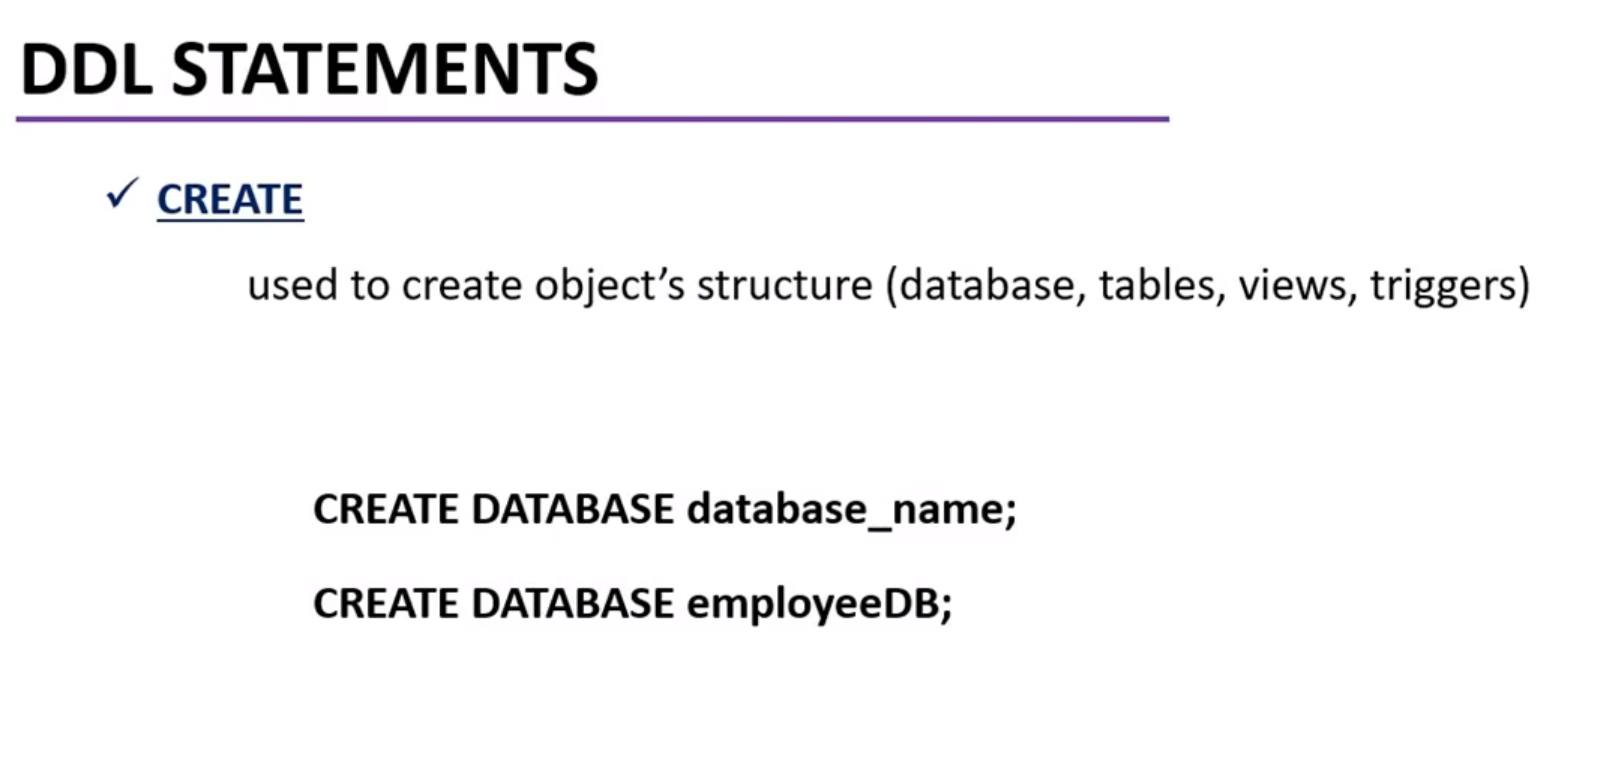 DDL STATEMENTS
✓ CREATE
used to create object’s structure (database, tables, views, triggers)
CREATE DATABASE database_name;
CREATE DATABASE employeeDB;